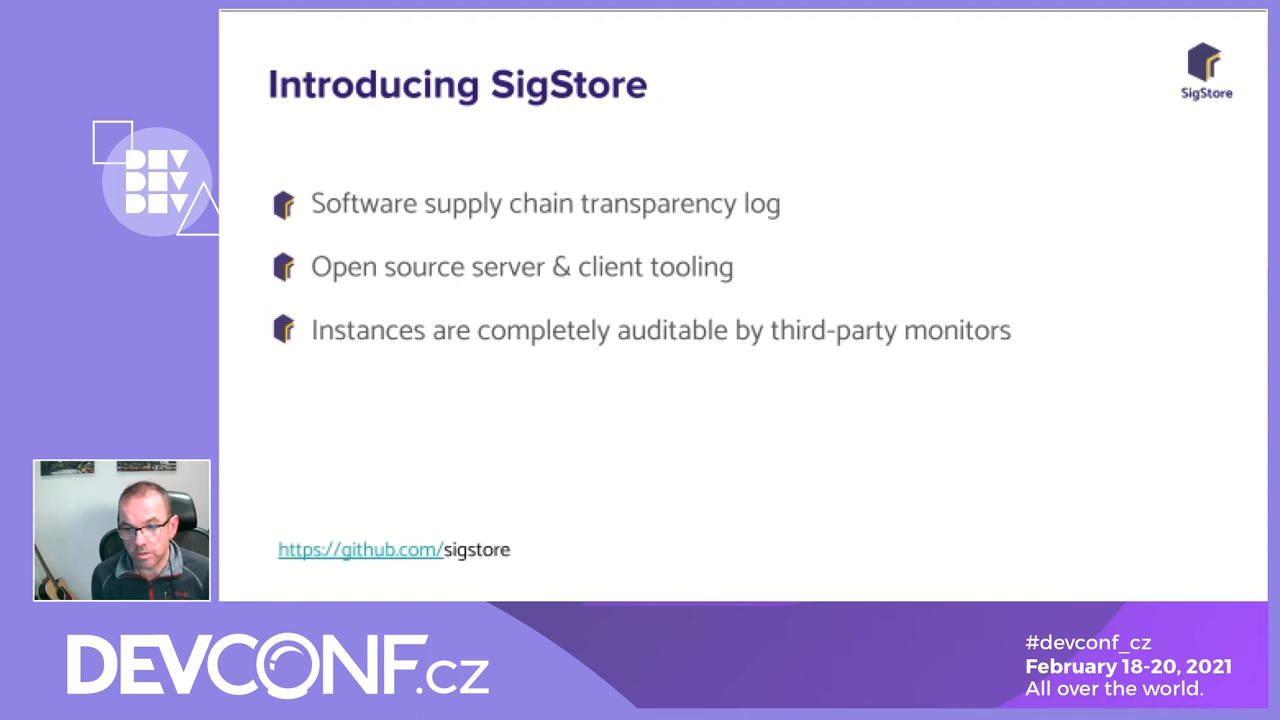 Introducing SigStore
SigStore
DEV
DEV
DEV
Software supply chain transparency log
Open source server & client tooling
Instances are completely auditable by third-party monitors
https://github.com/sigstore
DEVCONF.cz
#devconf_cz
February 18-20, 2021
All over the world.